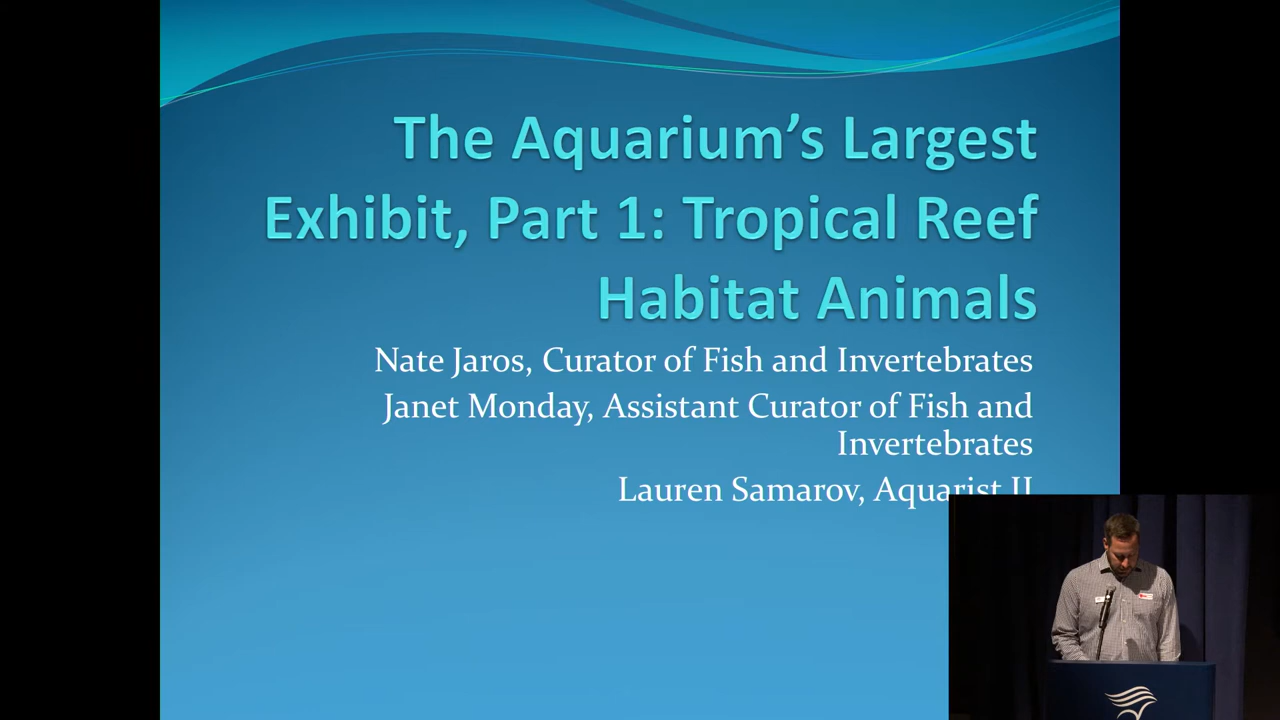 The Aquarium's Largest
Exhibit, Part 1: Tropical Reef
Habitat Animals
Nate Jaros, Curator of Fish and Invertebrates
Janet Monday, Assistant Curator of Fish and
Invertebrates
Lauren Samarov, Aquarist II